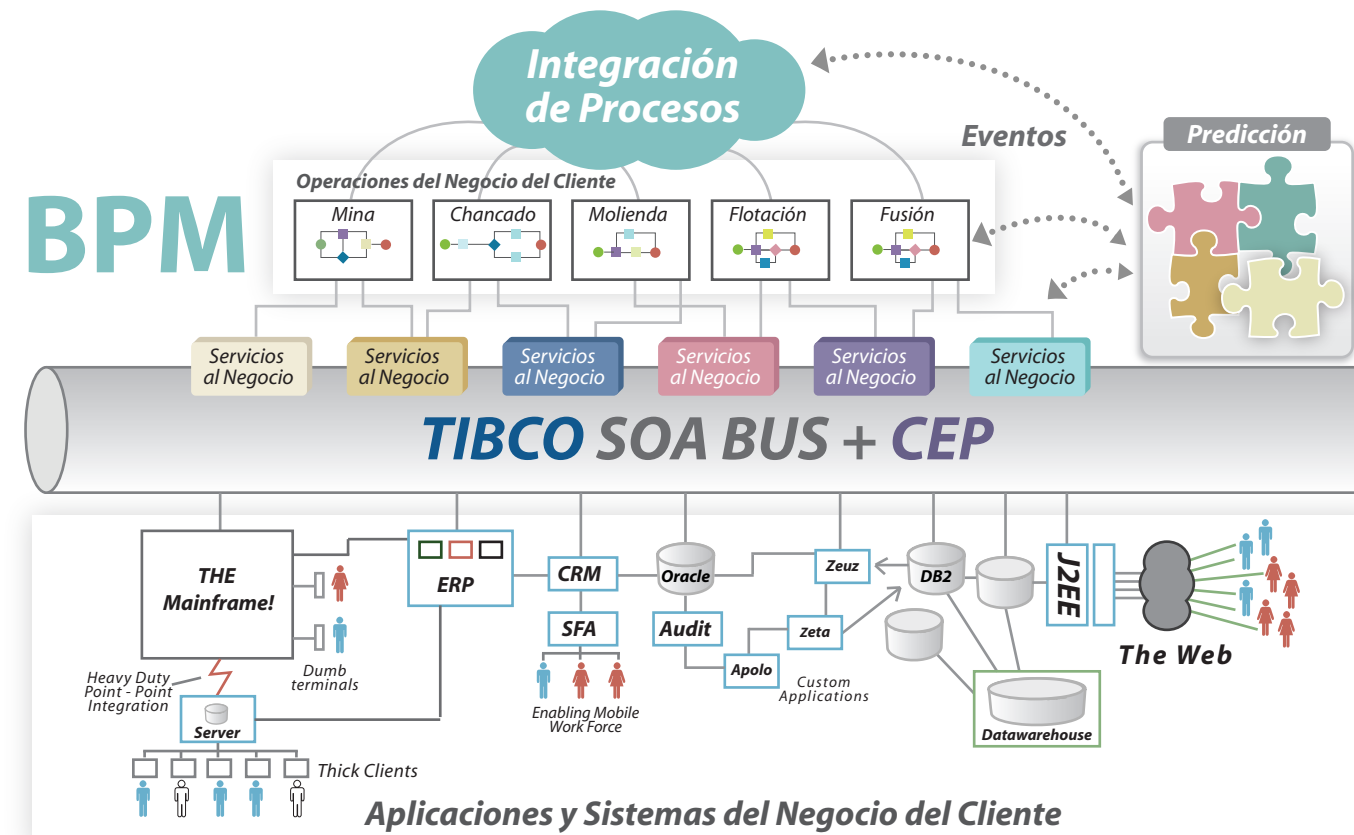 Integración
de Procesos
Eventos
Predicción
BPM
Operaciones del Negocio del Cliente
Mina
Chancado
Molienda
Flotación
Fusión
Servicios
al Negocio
Servicios
al Negocio
Servicios
al Negocio
Servicios
al Negocio
Servicios
al Negocio
Servicios
al Negocio
TIBCO SOA BUS + CEP
THE
Mainframe!
ERP
CRM
Oracle
Zeuz
DB2
J2EE
SFA
Audit
Zeta
Apolo
The Web
Heavy Duty
Point - Point
Integration
Dumb
terminals
Custom
Applications
Enabling Mobile
Work Force
Server
Datawarehouse
Thick Clients
Aplicaciones y Sistemas del Negocio del Cliente